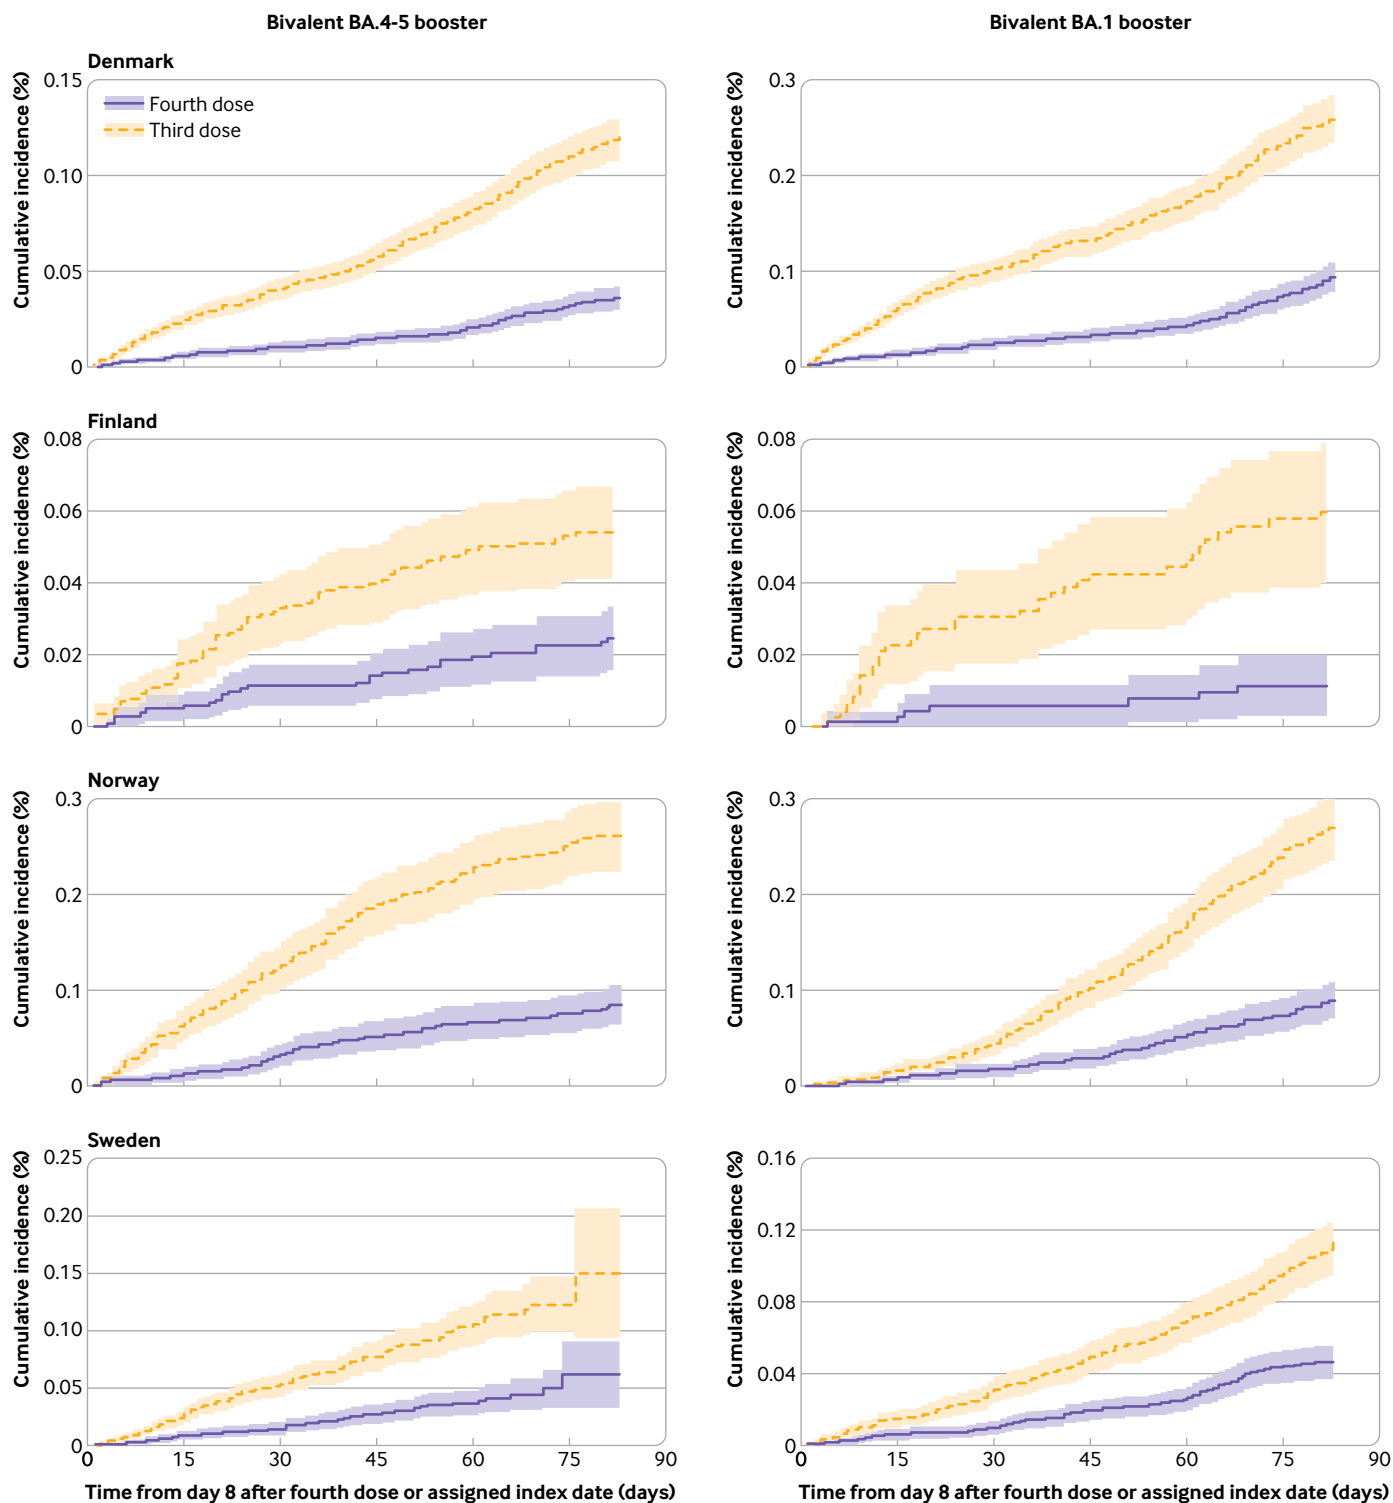 Bivalent BA.4-5 booster
Bivalent BA.1 booster
Denmark
Cumulative incidence (%)
0.15
0.10
0.05
0
Fourth dose
Third dose
Cumulative incidence (%)
0.3
0.2
0.1
0
Finland
Cumulative incidence (%)
0.08
0.06
0.04
0.02
0
Cumulative incidence (%)
0.08
0.06
0.04
0.02
0
Norway
Cumulative incidence (%)
0.3
0.2
0.1
0
Cumulative incidence (%)
0.3
0.2
0.1
0
Sweden
Cumulative incidence (%)
0.25
0.20
0.15
0.10
0.05
0
0 15 30 45 60 75 90
Time from day 8 after fourth dose or assigned index date (days)
Cumulative incidence (%)
0.16
0.12
0.08
0.04
0
0 15 30 45 60 75 90
Time from day 8 after fourth dose or assigned index date (days)